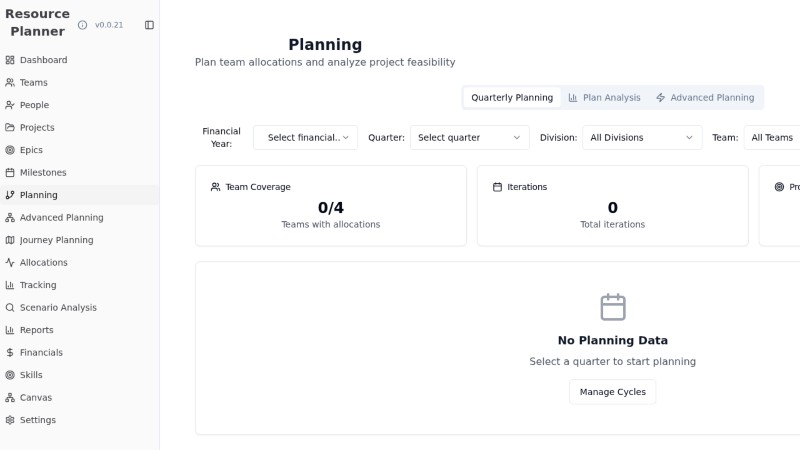 Resource
Planner
v0.0.21
Dashboard
Teams
People
Projects
Epics
Milestones
Planning
Advanced Planning
Journey Planning
Allocations
Tracking
Scenario Analysis
Reports
Financials
Skills
Canvas
Settings
Planning
Plan team allocations and analyze project feasibility
Quarterly Planning
Plan Analysis
Advanced Planning
Financial
Year:
Select financial..
Quarter:
Select quarter
Division:
All Divisions
Team:
All Teams
Team Coverage
0/4
Teams with allocations
Iterations
0
Total iterations
No Planning Data
Select a quarter to start planning
Manage Cycles